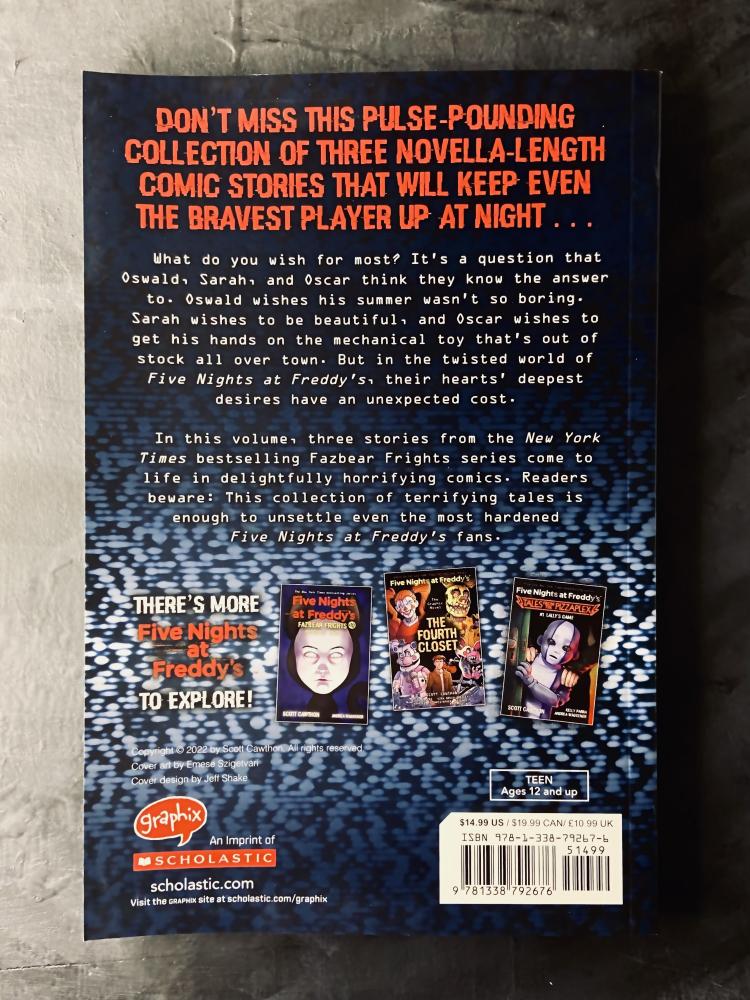 DON'T MISS THIS PULSE-POUNDING
COLLECTION OF THREE NOVELLA-LENGTH
COMIC STORIES THAT WILL KEEP EVEN
THE BRAVEST PLAYER UP AT NIGHT . . .
What do you wish for most? It's a question that
Oswald, Sarah, and Oscar think they know the answer
to. Oswald wishes his summer wasn't so boring.
Sarah wishes to be beautiful, and Oscar wishes to
get his hands on the mechanical toy that's out of
stock all over town. But in the twisted world of
Five Nights at Freddy's, their hearts' deepest
desires have an unexpected cost.
In this volume, three stories from the New York
Times bestselling Fazbear Frights series come to
life in delightfully horrifying comics. Readers
beware: This collection of terrifying tales is
enough to unsettle even the most hardened
Five Nights at Freddy's fans.
THERE'S MORE
Five Nights
at
Freddy's
TO EXPLORE!
Five Nights
at Freddy's
FAZBEAR FRIGHTS
SCOTT CAWTHON
ANDREA WAGGENER
Five Nights at Freddy's
The
Graphic
Novel
THE
FOURTH
CLOSET
SCOTT CAWTHON
Five Nights at Freddy's
TALES FROM THE PIZZAPLEX
#1 LALLY'S GAME
SCOTT CAWTHON
KELLY PARRA
ANDREA WAGGENER
Copyright © 2022 by Scott Cawthon. All rights reserved
Cover art by Emese Szigetvari
Cover design by Jeff Shake
TEEN
Ages 12 and up
graphix
An Imprint of
SCHOLASTIC
scholastic.com
Visit the GRAPHIX site at scholastic.com/graphix
$14.99 US / $19.99 CAN / £10.99 UK
ISBN 978-1-338-79267-6
51499
9 781338 792676